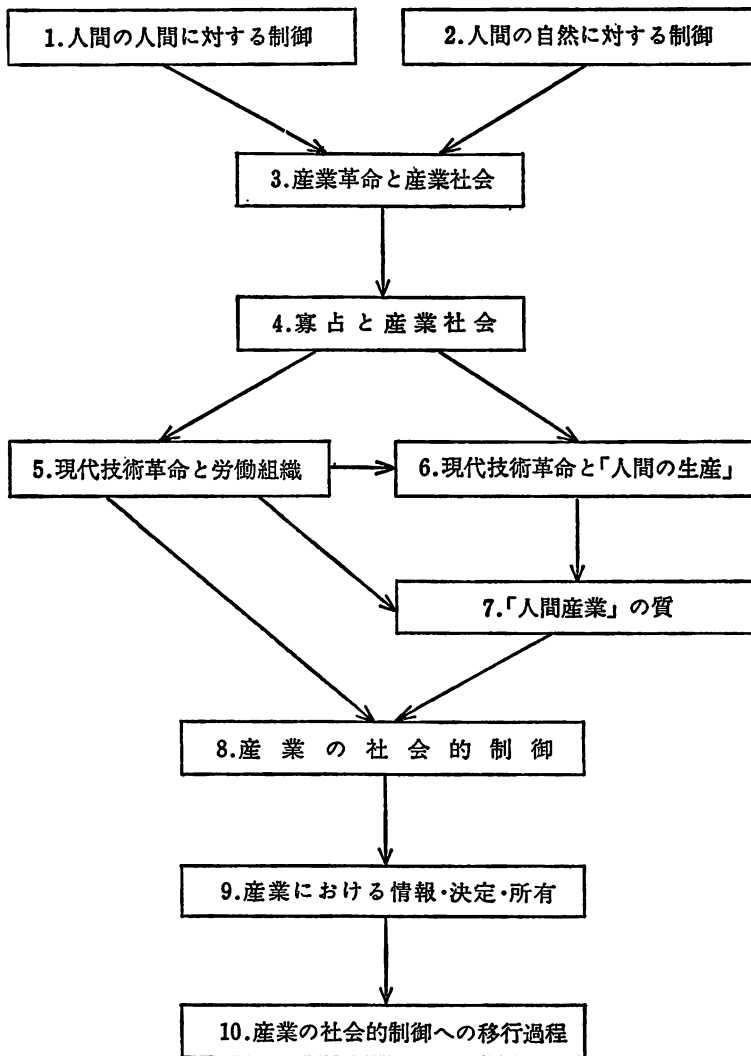 1.人間の人間に対する制御
2.人間の自然に対する制御
3.産業革命と産業社会
4.寡占と産業社会
5.現代技術革命と労働組織
6.現代技術革命と「人間の生産」
7.「人間産業」の質
8.産業の社会的制御
9.産業における情報・決定・所有
10.産業の社会的制御への移行過程